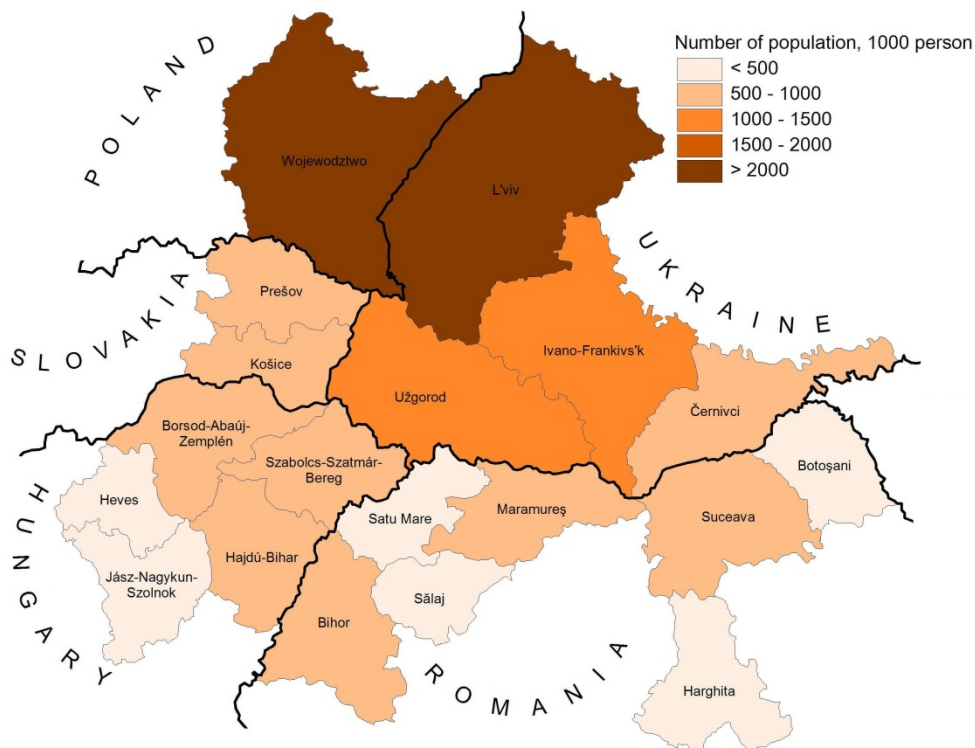 Number of population, 1000 person
< 500
500 - 1000
1000 - 1500
1500 - 2000
> 2000
POLAND
Wojewodztwo
L'viv
UKRAINE
SLOVAKIA
Prešov
Ivano-Frankivs'k
Košice
Užgorod
Černivci
Borsod-Abaúj-
Zemplén
Szabolcs-Szatmár-
Bereg
Botoşani
HUNGARY
Heves
Satu Mare
Maramureş
Suceava
Hajdú-Bihar
Jász-Nagykun-
Szolnok
Sălaj
Bihor
ROMANIA
Harghita